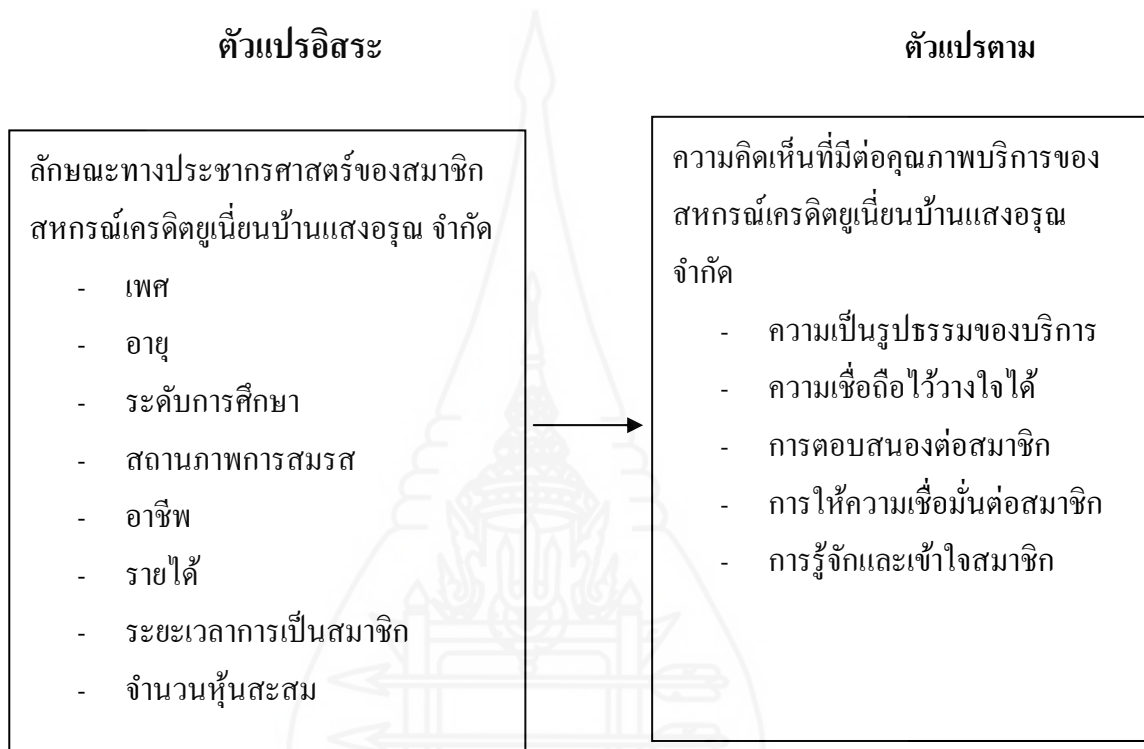 ตัวแปรอิสระ
ลักษณะทางประชากรศาสตร์ของสมาชิก
สหกรณ์เครดิตยูเนี่ยนบ้านแสงอรุณ จำกัด
- เพศ
- อายุ
- ระดับการศึกษา
- สถานภาพการสมรส
- อาชีพ
- รายได้
- ระยะเวลาการเป็นสมาชิก
- จำนวนหุ้นสะสม
ตัวแปรตาม
ความคิดเห็นที่มีต่อคุณภาพบริการของ
สหกรณ์เครดิตยูเนี่ยนบ้านแสงอรุณ
จำกัด
- ความเป็นรูปธรรมของบริการ
- ความเชื่อถือไว้วางใจได้
- การตอบสนองต่อสมาชิก
- การให้ความเชื่อมั่นต่อสมาชิก
- การรู้จักและเข้าใจสมาชิก